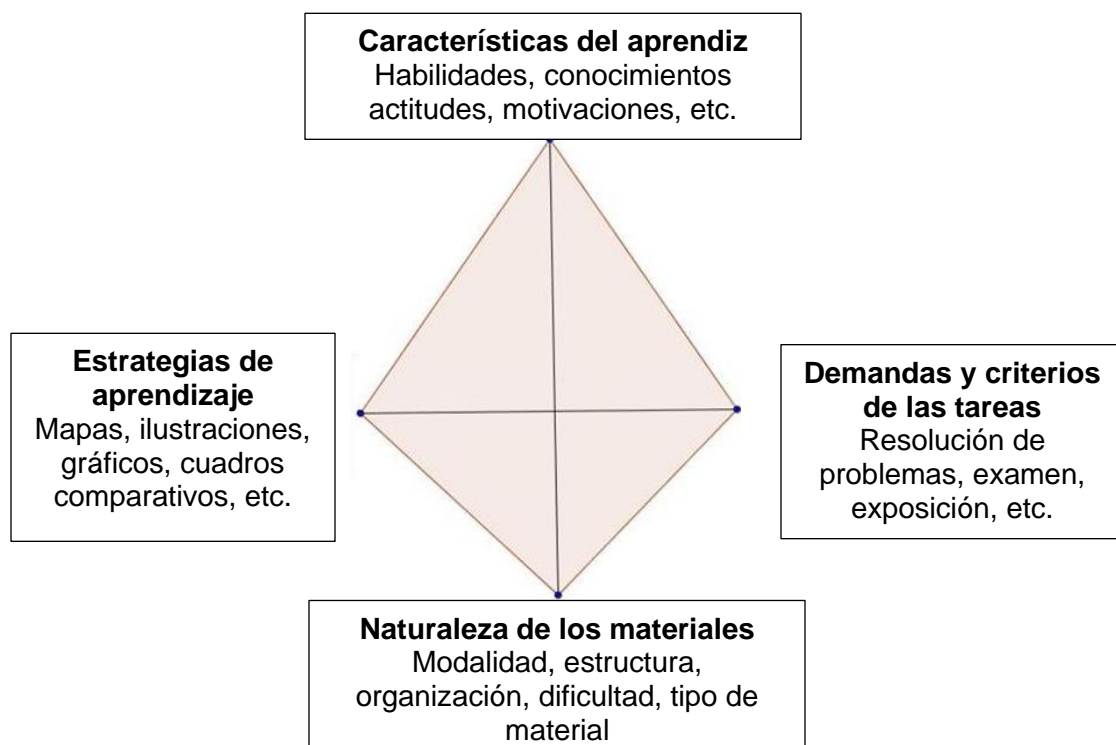 Características del aprendiz
Habilidades, conocimientos
actitudes, motivaciones, etc.
Estrategias de
aprendizaje
Mapas, ilustraciones,
gráficos, cuadros
comparativos, etc.
Demandas y criterios
de las tareas
Resolución de
problemas, examen,
exposición, etc.
Naturaleza de los materiales
Modalidad, estructura,
organización, dificultad, tipo de
material